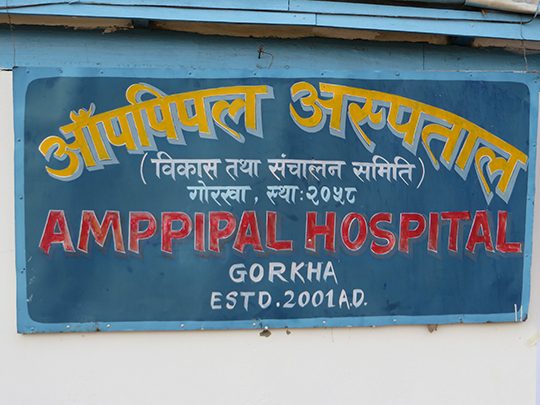 आँपपिपल अस्पताल
(विकास तथा संचालन समिति)
गोरखा, स्था: २०५८
AMPPIPAL HOSPITAL
GORKHA
ESTD. 2001 A.D.